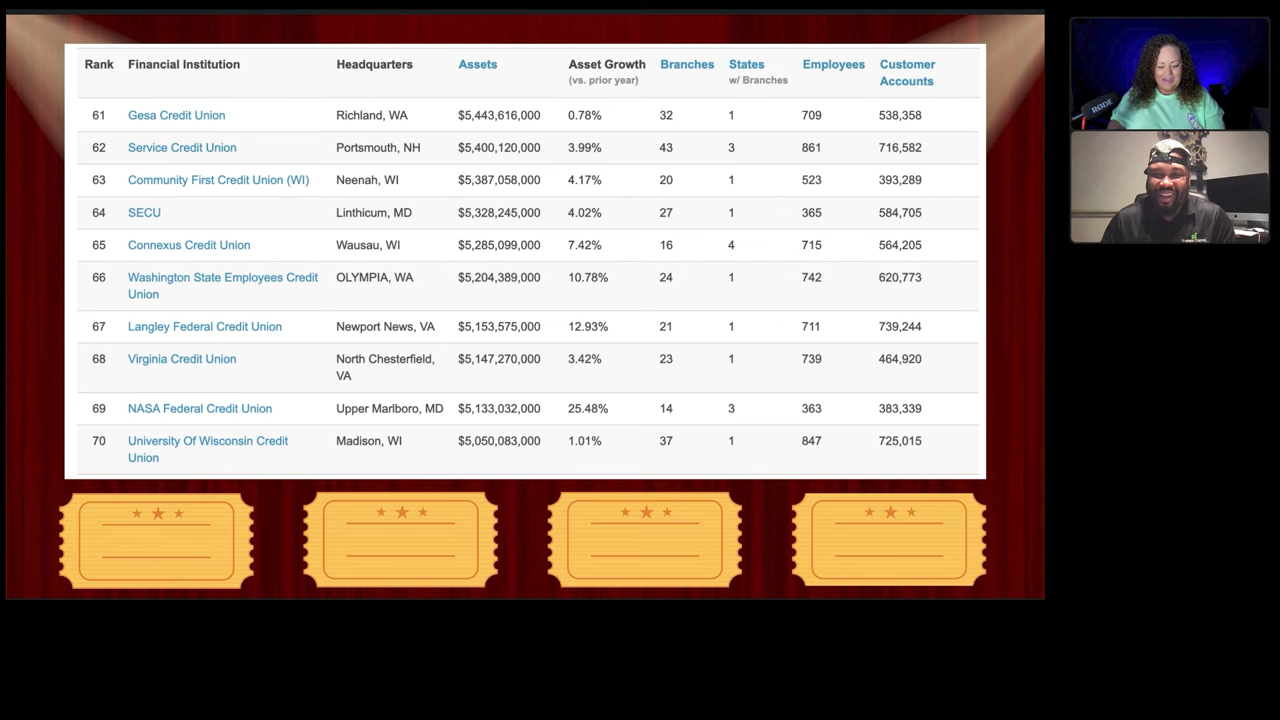 Rank Financial Institution Headquarters Assets Asset Growth Branches States Employees Customer
(vs. prior year) w/ Branches Accounts
61 Gesa Credit Union Richland, WA $5,443,616,000 0.78% 32 1 709 538,358
62 Service Credit Union Portsmouth, NH $5,400,120,000 3.99% 43 3 861 716,582
63 Community First Credit Union (WI) Neenah, WI $5,387,058,000 4.17% 20 1 523 393,289
64 SECU Linthicum, MD $5,328,245,000 4.02% 27 1 365 584,705
65 Connexus Credit Union Wausau, WI $5,285,099,000 7.42% 16 4 715 564,205
66 Washington State Employees Credit OLYMPIA, WA $5,204,389,000 10.78% 24 1 742 620,773
Union
67 Langley Federal Credit Union Newport News, VA $5,153,575,000 12.93% 21 1 711 739,244
68 Virginia Credit Union North Chesterfield, $5,147,270,000 3.42% 23 1 739 464,920
VA
69 NASA Federal Credit Union Upper Marlboro, MD $5,133,032,000 25.48% 14 3 363 383,339
70 University Of Wisconsin Credit Madison, WI $5,050,083,000 1.01% 37 1 847 725,015
Union
RODE